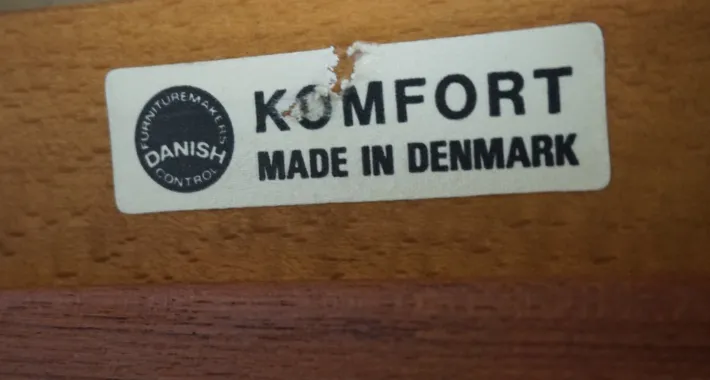 FURNITUREMAKERS
DANISH
CONTROL
KOMFORT
MADE IN DENMARK